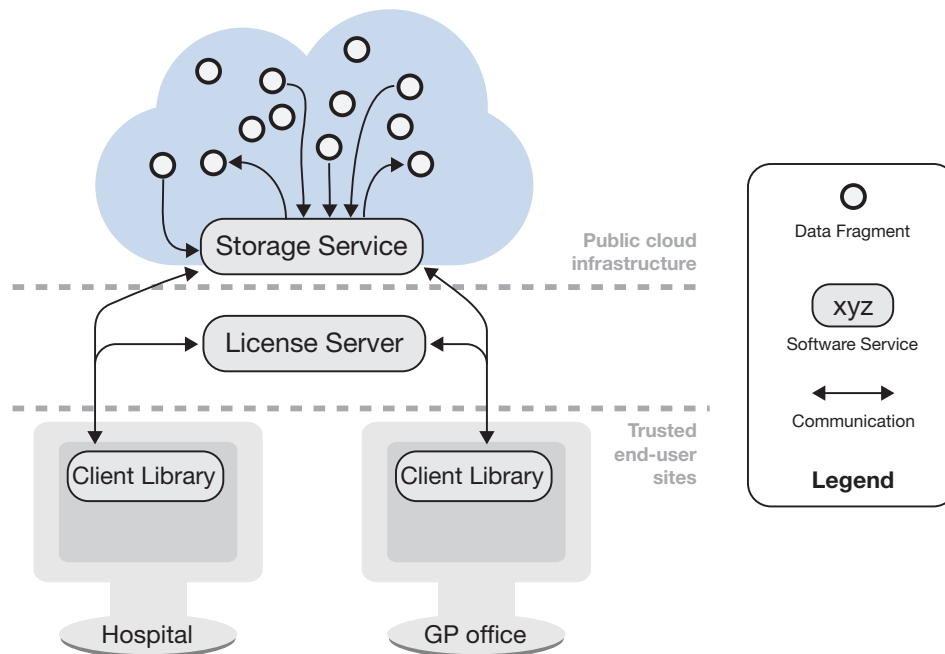 Storage Service
Public cloud
infrastructure
License Server
Trusted
end-user
sites
Client Library
Client Library
Hospital
GP office
Data Fragment
xyz
Software Service
Communication
Legend